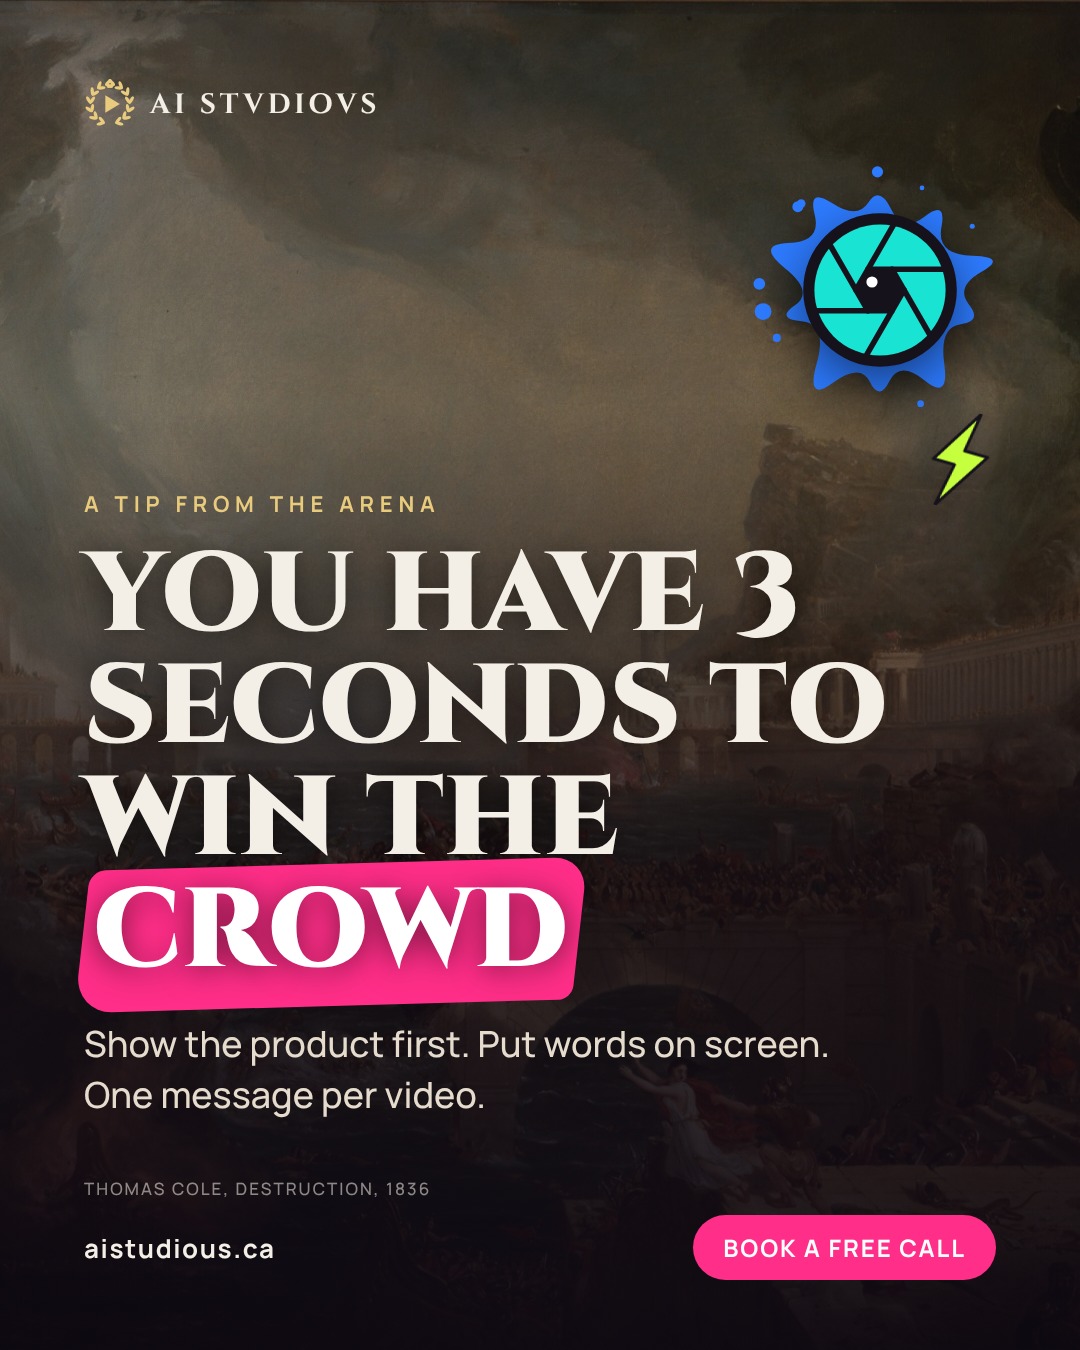 AI STVDIOVS
A TIP FROM THE ARENA
YOU HAVE 3
SECONDS TO
WIN THE
CROWD
Show the product first. Put words on screen.
One message per video.
THOMAS COLE, DESTRUCTION, 1836
aistudious.ca
BOOK A FREE CALL